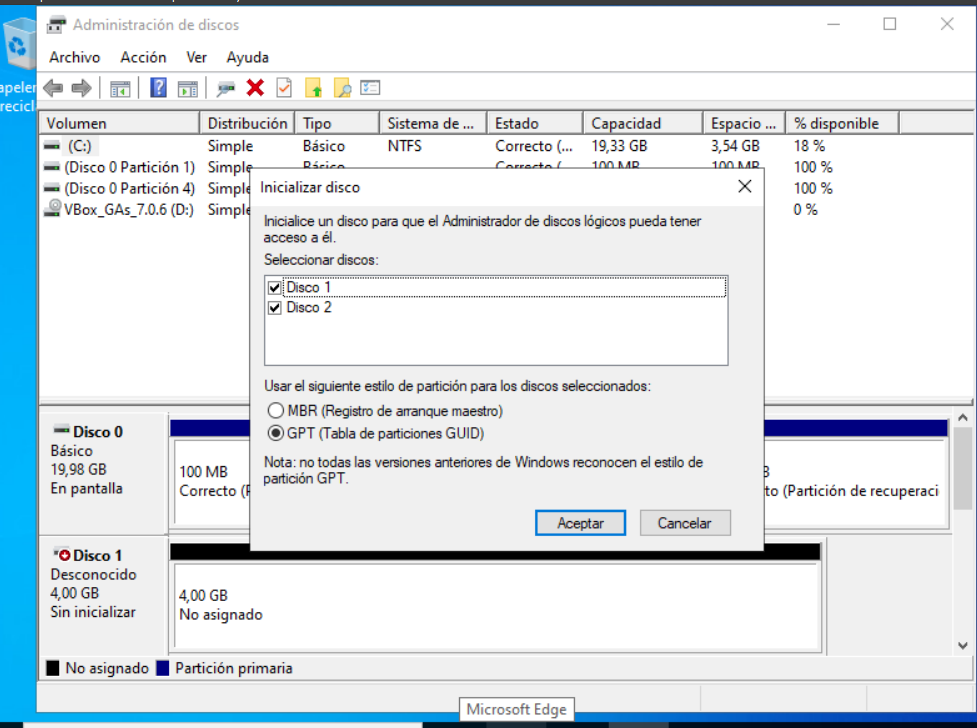 Administración de discos
Archivo Acción Ver Ayuda
Volumen Distribución Tipo Sistema de ... Estado Capacidad Espacio ... % disponible
(C:) Simple Básico NTFS Correcto (... 19,33 GB 3,54 GB 18 %
(Disco 0 Partición 1) Simple Básico Correcto ( 100 MB 100 MB 100 %
(Disco 0 Partición 4) Simple 100 %
VBox_GAs_7.0.6 (D:) Simple 0 %
Inicializar disco
Inicialice un disco para que el Administrador de discos lógicos pueda tener
acceso a él.
Seleccionar discos:
Disco 1
Disco 2
Usar el siguiente estilo de partición para los discos seleccionados:
MBR (Registro de arranque maestro)
GPT (Tabla de particiones GUID)
Nota: no todas las versiones anteriores de Windows reconocen el estilo de
partición GPT.
Aceptar Cancelar
Disco 0
Básico
19,98 GB
En pantalla
100 MB
Correcto (P
to (Partición de recuperaci
Disco 1
Desconocido
4,00 GB
Sin inicializar
4,00 GB
No asignado
No asignado Partición primaria
Microsoft Edge